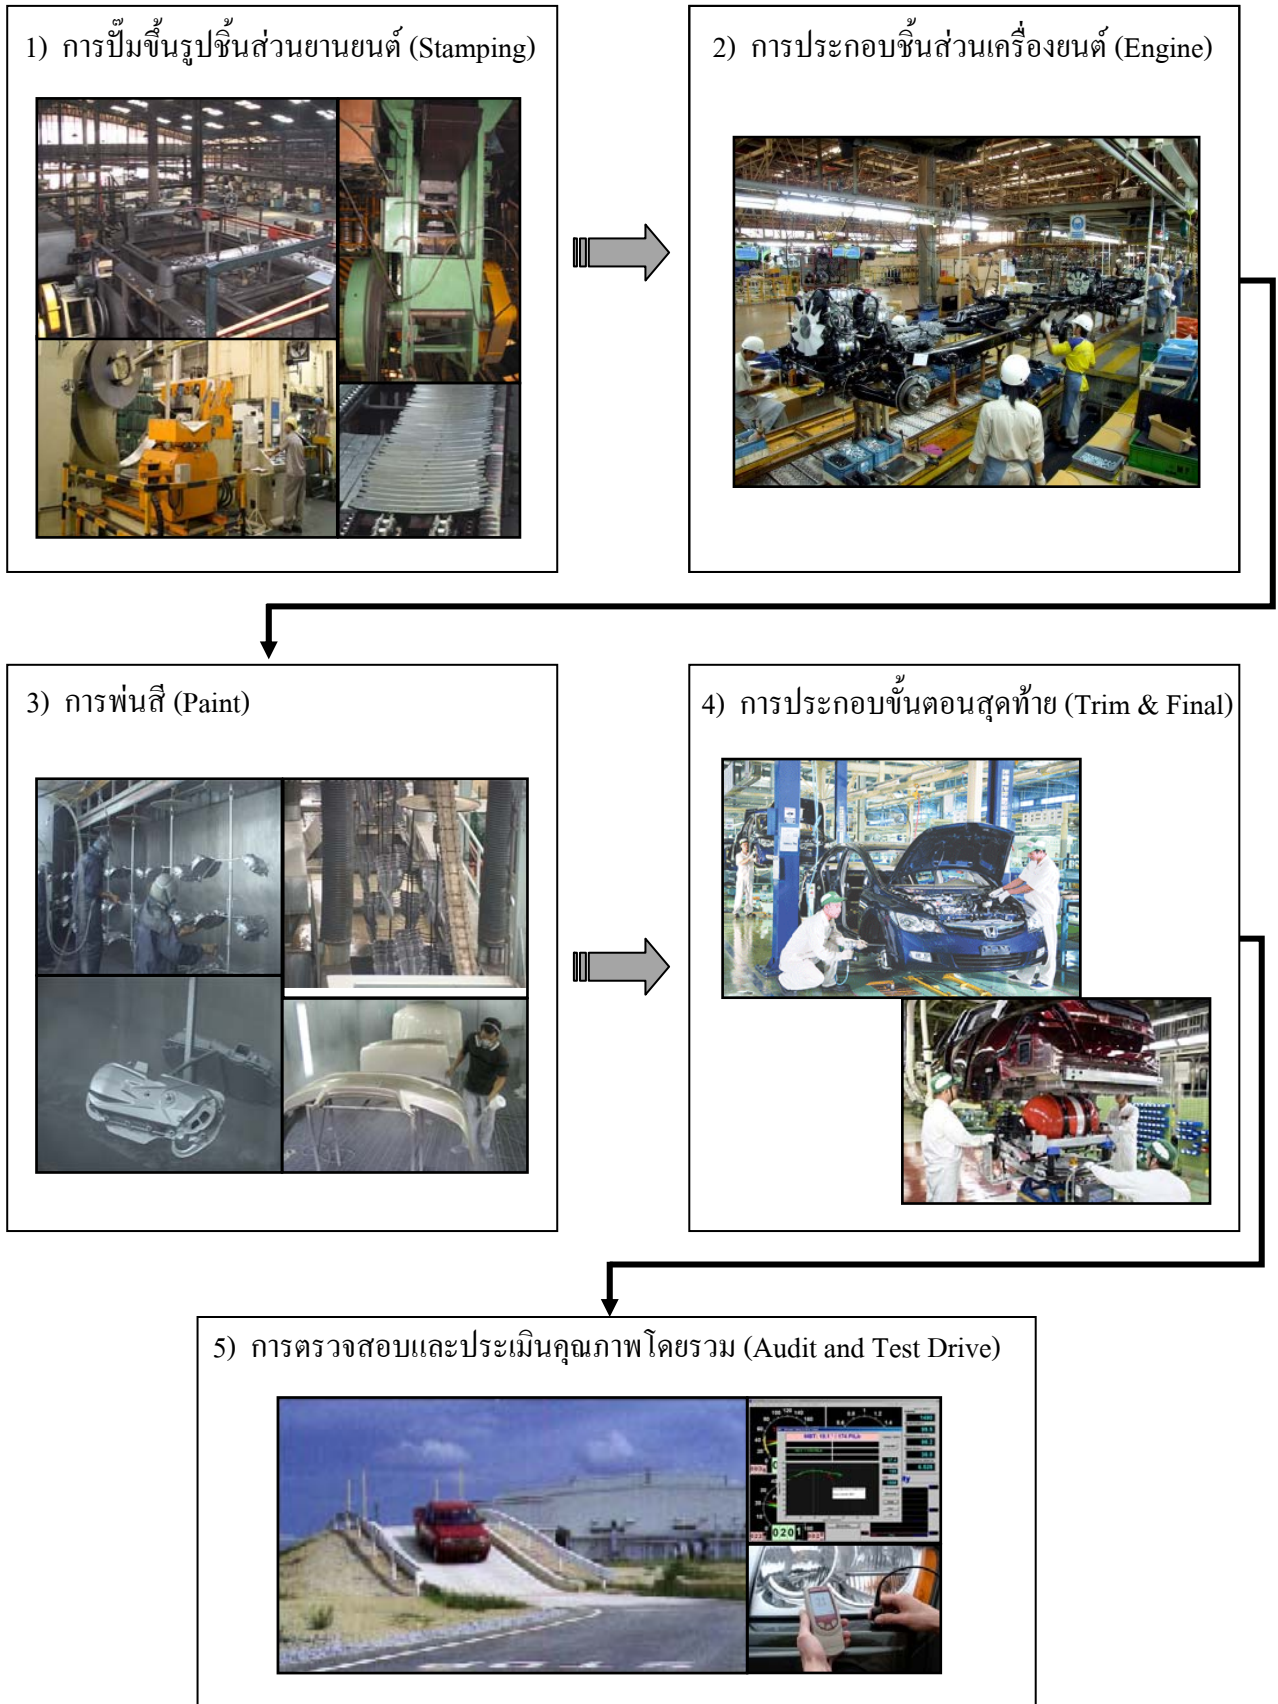 1) การปั๊มขึ้นรูปชิ้นส่วนยานยนต์ (Stamping)
2) การประกอบชิ้นส่วนเครื่องยนต์ (Engine)
3) การพ่นสี (Paint)
4) การประกอบขั้นตอนสุดท้าย (Trim & Final)
5) การตรวจสอบและประเมินคุณภาพโดยรวม (Audit and Test Drive)